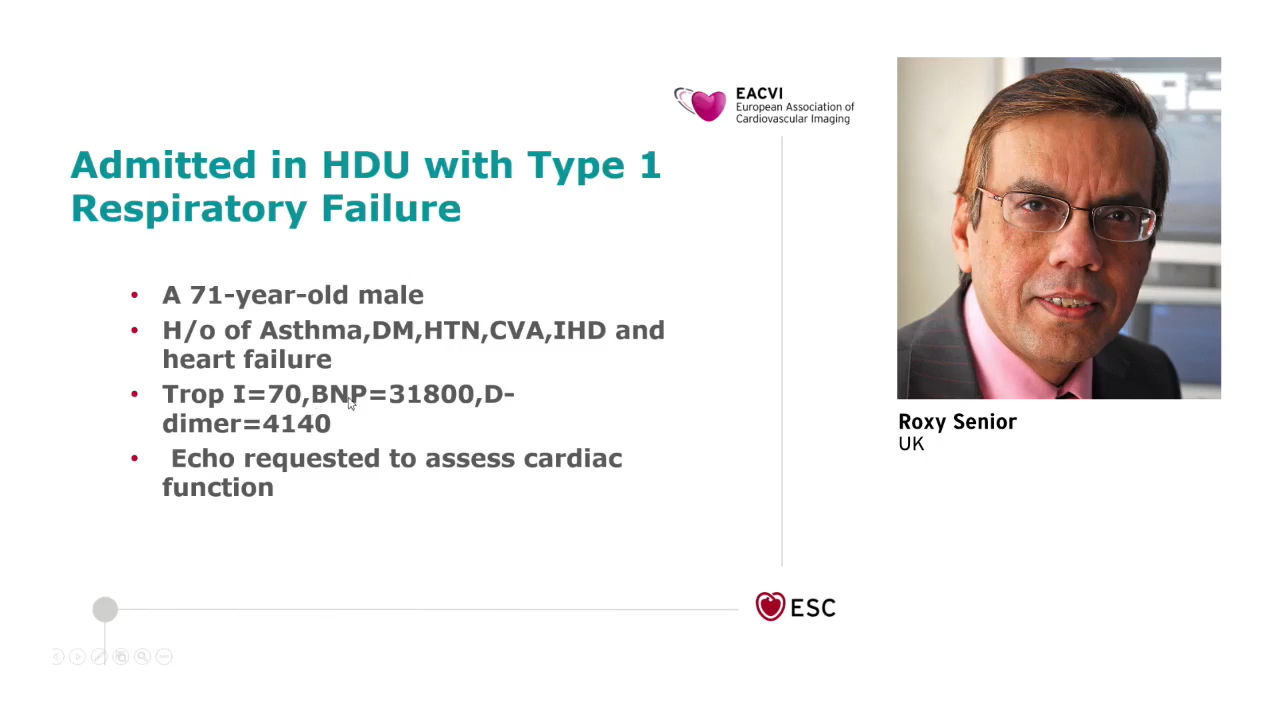 EACVI
European Association of
Cardiovascular Imaging
Admitted in HDU with Type 1
Respiratory Failure
• A 71-year-old male
• H/o of Asthma,DM,HTN,CVA,IHD and
heart failure
• Trop I=70,BNP=31800,D-
dimer=4140
• Echo requested to assess cardiac
function
Roxy Senior
UK
ESC